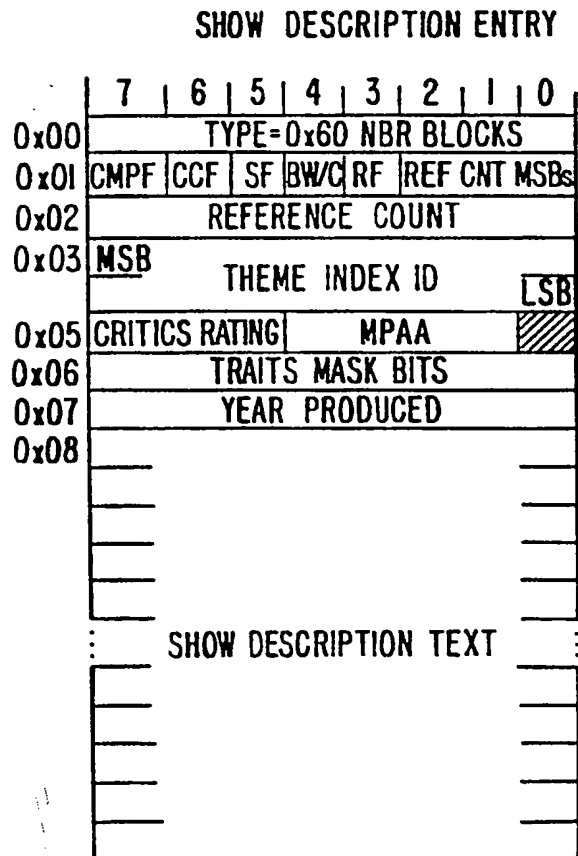 SHOW DESCRIPTION ENTRY
7 | 6 | 5 | 4 | 3 | 2 | 1 | 0
0x00 TYPE=0x60 NBR BLOCKS
0x01 CMPF CCF SF BW/C RF REF CNT MSBs
0x02 REFERENCE COUNT
0x03 MSB THEME INDEX ID LSB
0x05 CRITICS RATING MPAA
0x06 TRAITS MASK BITS
0x07 YEAR PRODUCED
0x08
SHOW DESCRIPTION TEXT